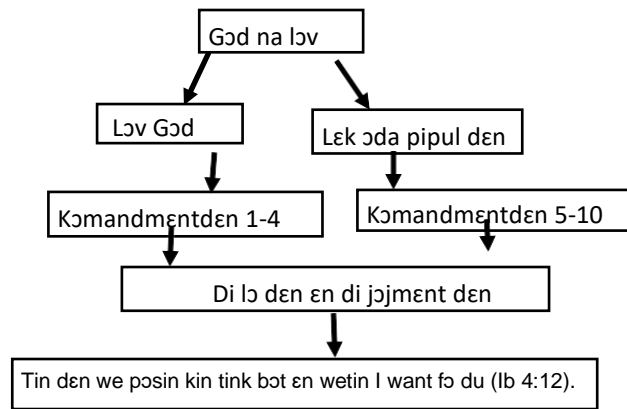 Gɔd na lɔv
Lɔv Gɔd
Lɛk ɔda pipul dɛn
Kɔmandmɛntdɛn 1-4
Kɔmandmɛntdɛn 5-10
Di lɔ dɛn ɛn di jɔjmɛnt dɛn
Tin dɛn we pɔsin kin tink bɔt ɛn wetin I want fɔ du (Ib 4:12).